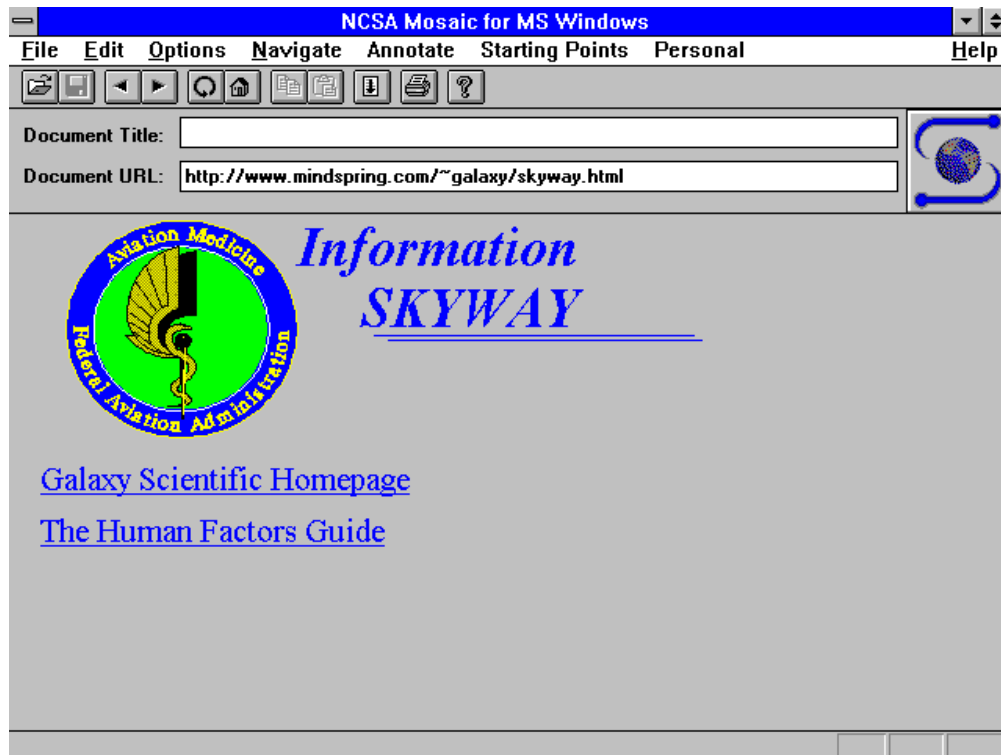 NCSA Mosaic for MS Windows
File Edit Options Navigate Annotate Starting Points Personal Help
Document Title:
Document URL: http://www.mindspring.com/~galaxy/skyway.html
Aviation Medicine
Federal Aviation Administration
Information
SKYWAY
Galaxy Scientific Homepage
The Human Factors Guide